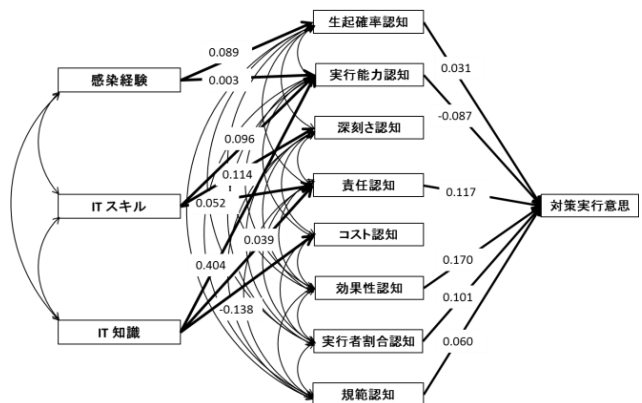 生起確率認知
0.089
0.031
感染経験
0.003
実行能力認知
-0.087
0.096
深刻さ認知
0.114
責任認知
0.117
IT スキル
0.052
対策実行意思
0.039
コスト認知
0.404
0.170
効果性認知
0.101
-0.138
IT 知識
実行者割合認知
0.060
規範認知